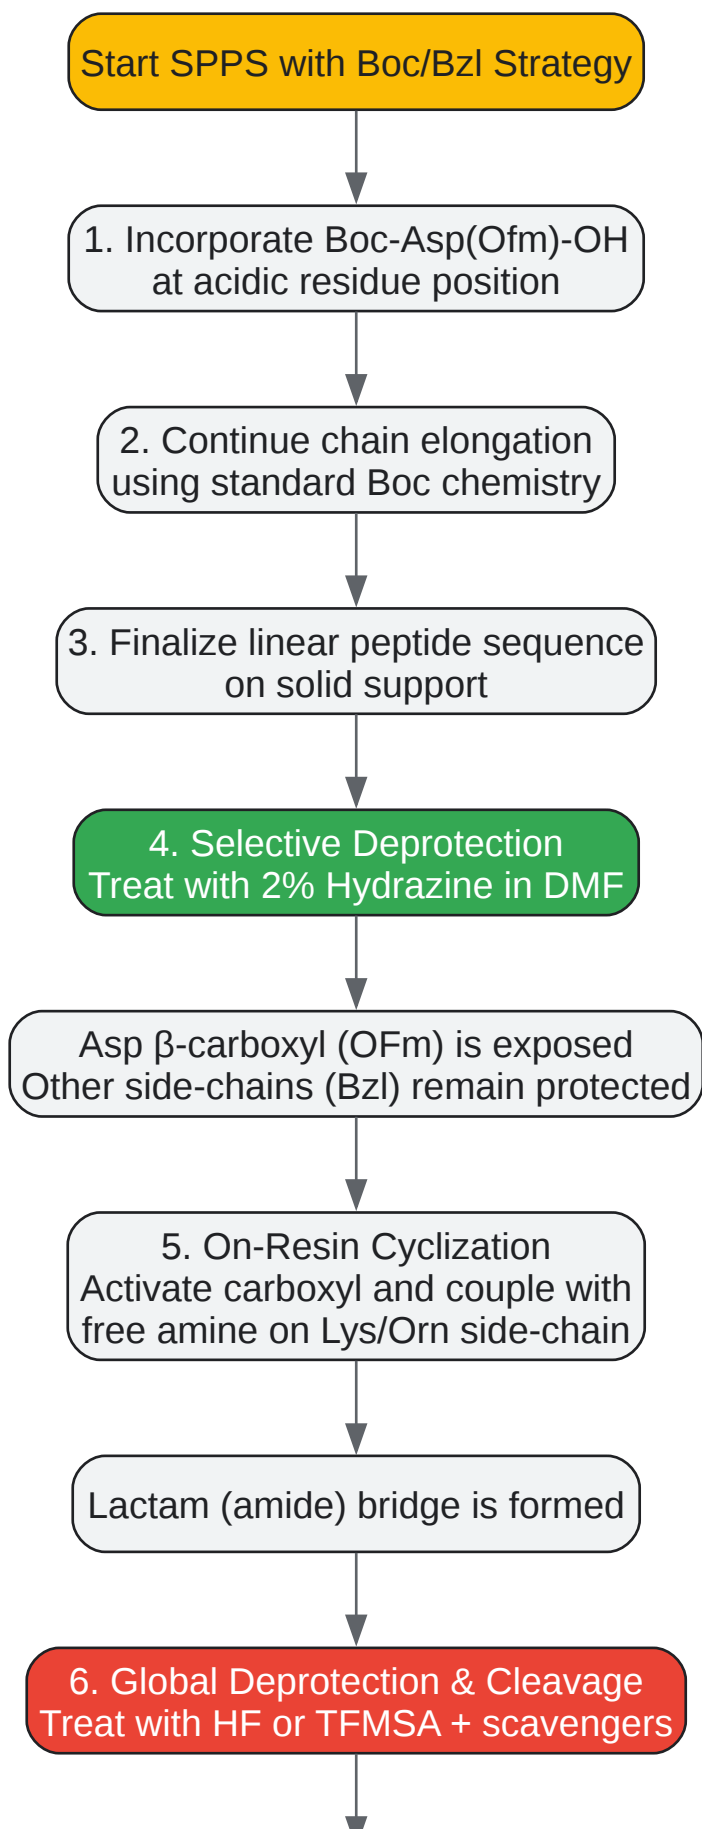 Start SPPS with Boc/Bzl Strategy
1. Incorporate Boc-Asp(Ofm)-OH
at acidic residue position
2. Continue chain elongation
using standard Boc chemistry
3. Finalize linear peptide sequence
on solid support
4. Selective Deprotection
Treat with 2% Hydrazine in DMF
Asp β-carboxyl (OFm) is exposed
Other side-chains (Bzl) remain protected
5. On-Resin Cyclization
Activate carboxyl and couple with
free amine on Lys/Orn side-chain
Lactam (amide) bridge is formed
6. Global Deprotection & Cleavage
Treat with HF or TFMSA + scavengers